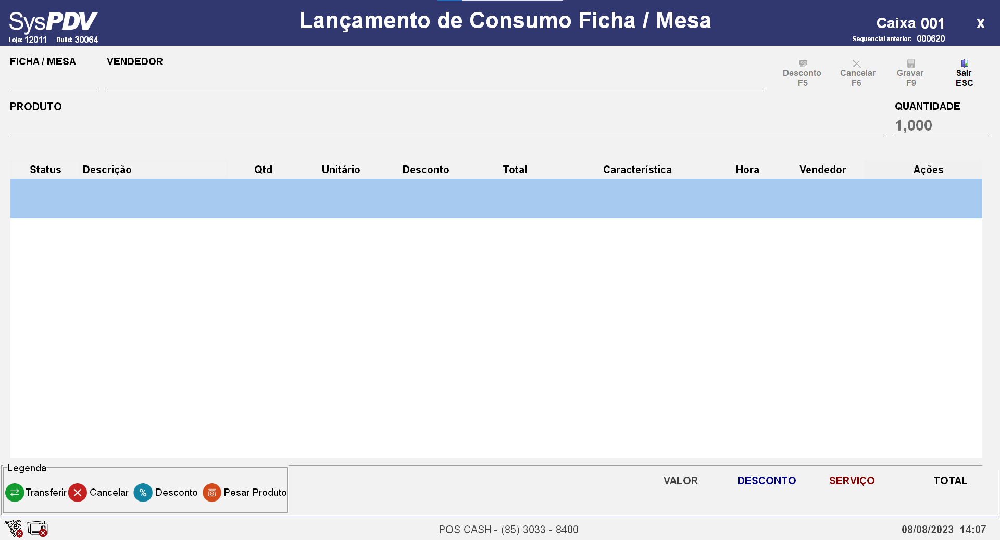 SysPDV
Loja: 12011 Build: 30064
Lançamento de Consumo Ficha / Mesa
Caixa 001
X
Sequencial anterior: 000620
FICHA / MESA
VENDEDOR
Desconto
F5
Cancelar
F6
Gravar
F9
Sair
ESC
PRODUTO
QUANTIDADE
1,000
Status Descrição Qtd Unitário Desconto Total Característica Hora Vendedor Ações
Legenda
Transferir Cancelar % Desconto Pesar Produto
VALOR DESCONTO SERVIÇO TOTAL
NFC e
POS CASH - (85) 3033 - 8400
08/08/2023 14:07